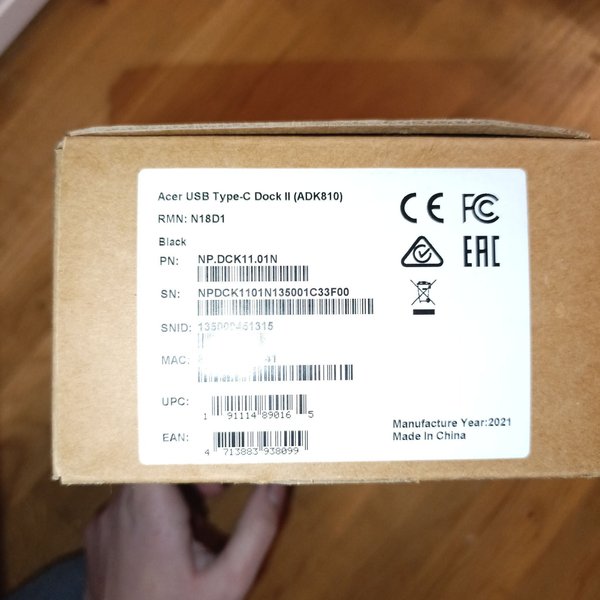 Acer USB Type-C Dock II (ADK810)
RMN: N18D1
Black
PN: NP.DCK11.01N
SN: NPDCK1101N135001C33F00
SNID:
MAC:
UPC: 1 91114 89016 5
EAN: 4 713883 938099
CE FC
EAC
Manufacture Year:2021
Made In China